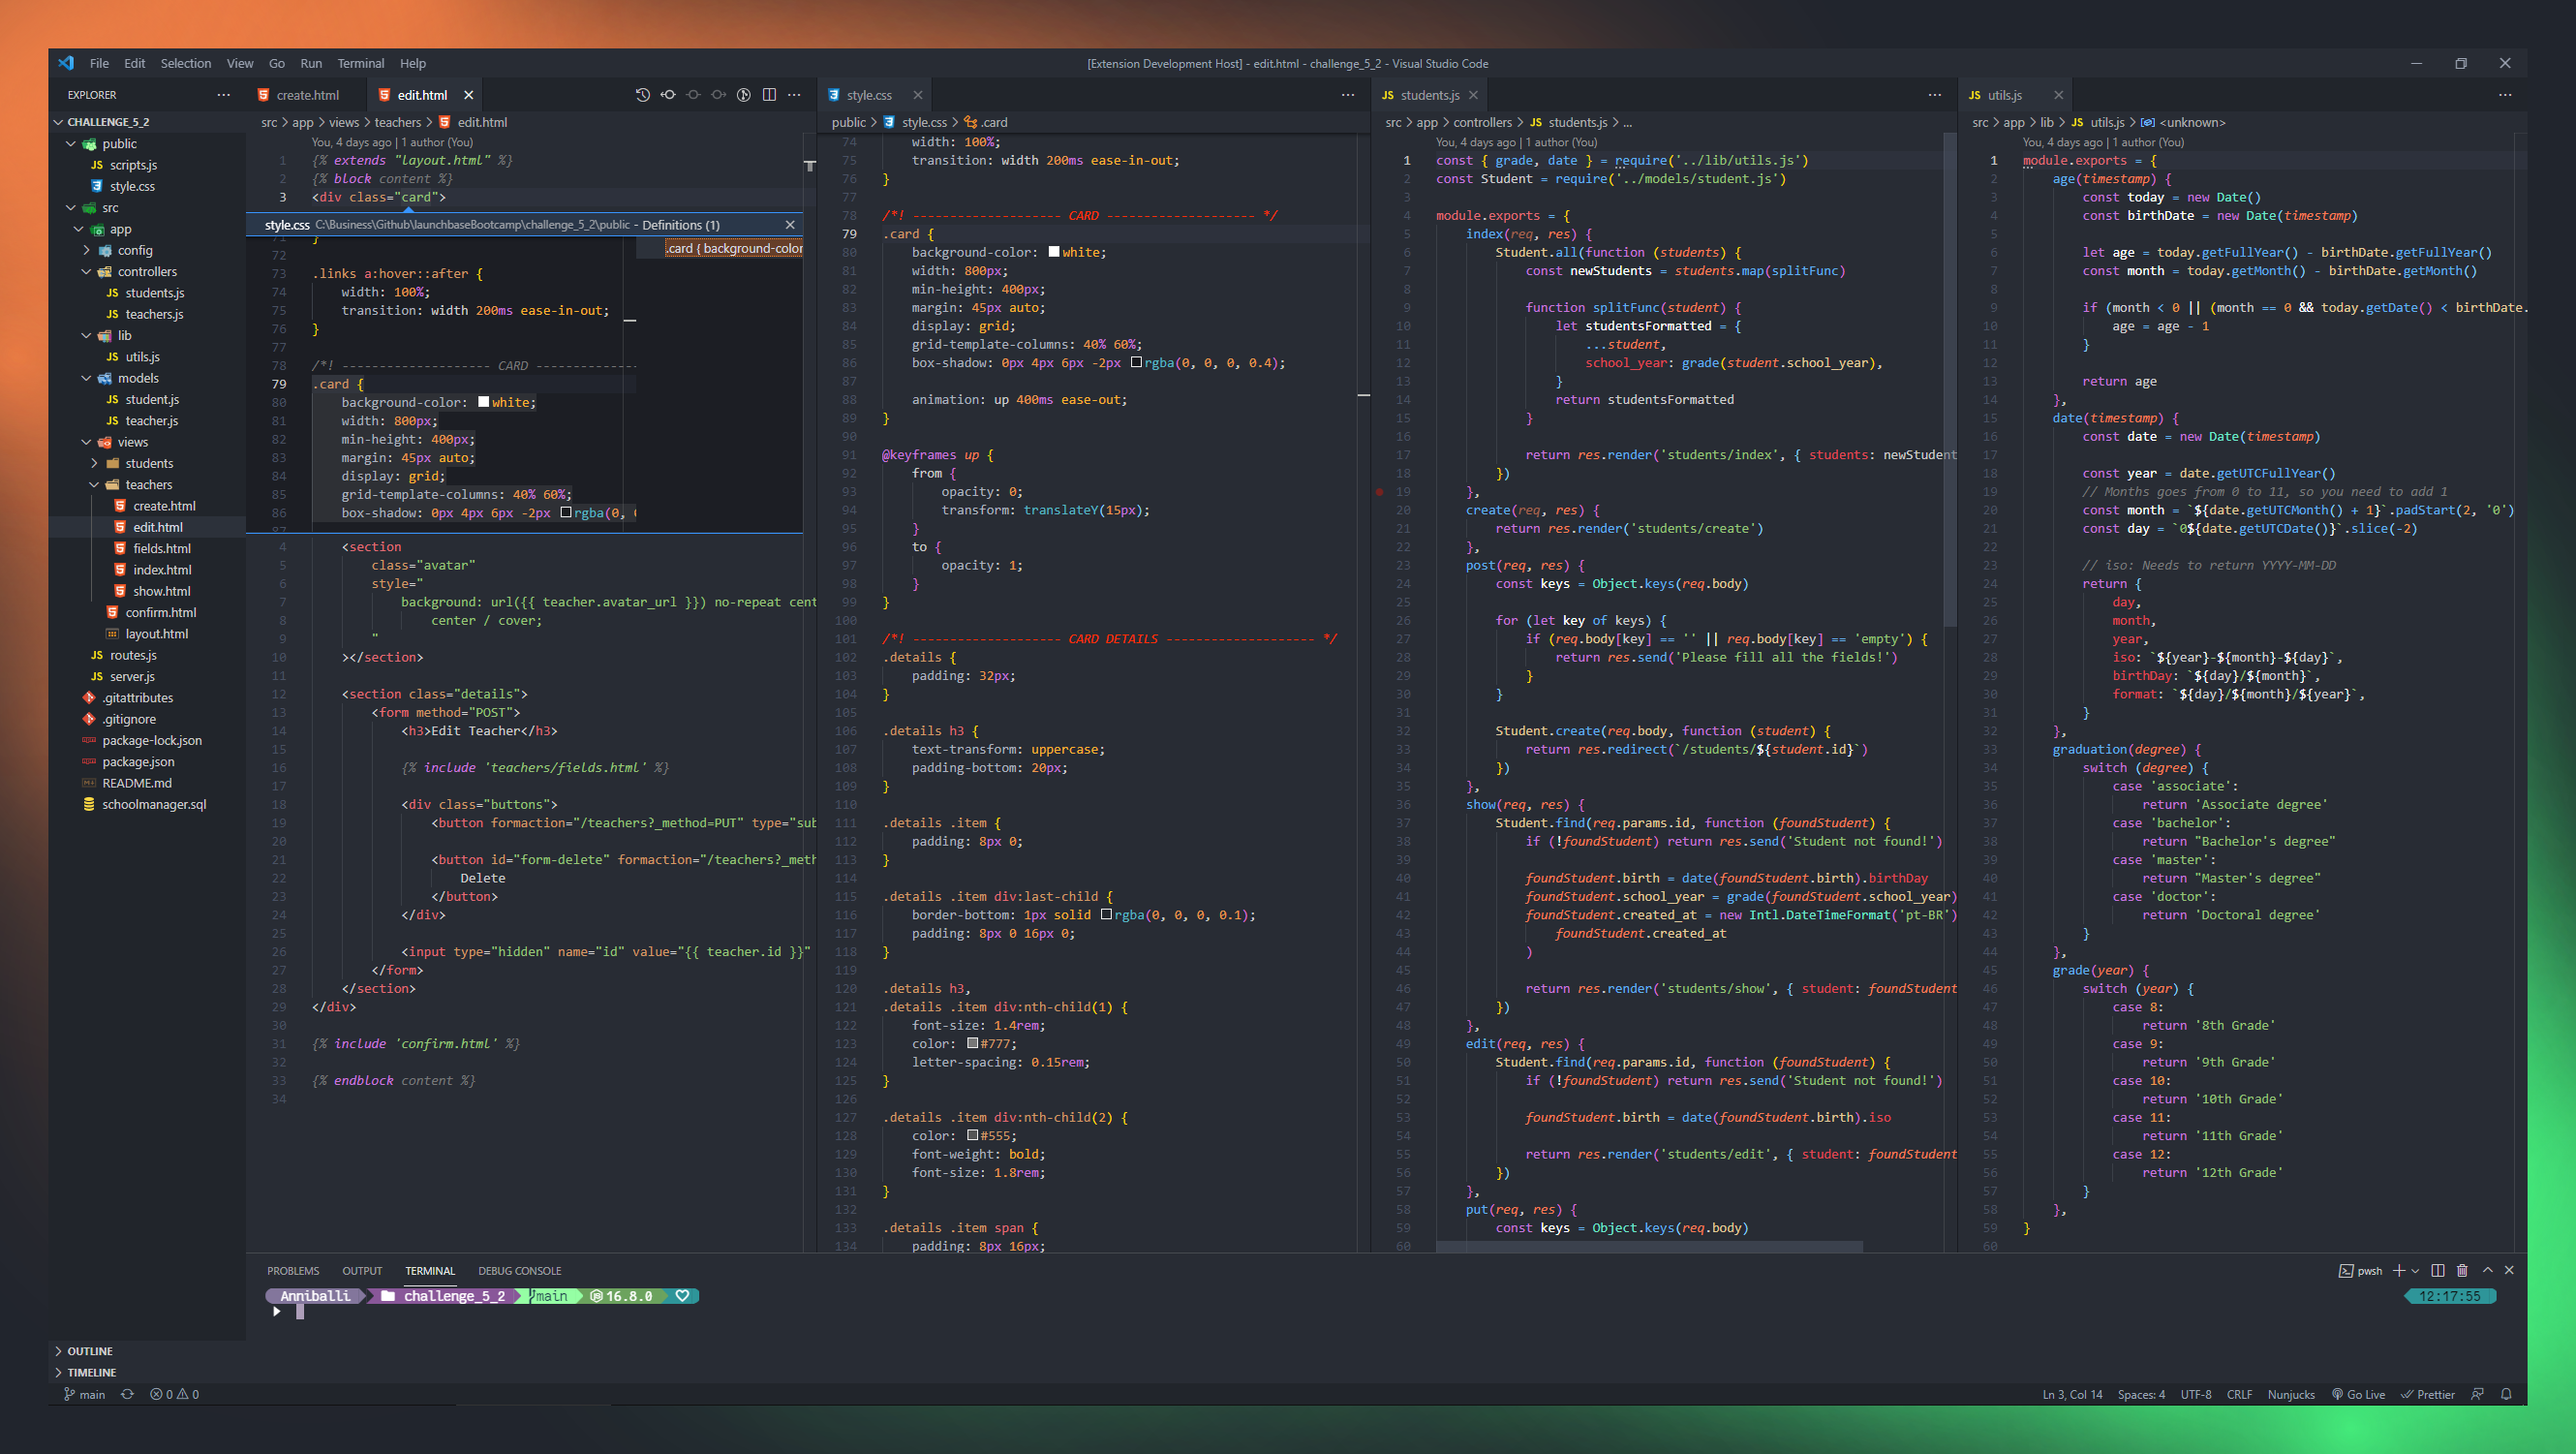 File Edit Selection View Go Run Terminal Help
[Extension Development Host] - edit.html - challenge_5_2 - Visual Studio Code
EXPLORER
CHALLENGE_5_2
public
scripts.js
style.css
src
app
config
controllers
students.js
teachers.js
lib
utils.js
models
student.js
teacher.js
views
students
teachers
create.html
edit.html
fields.html
index.html
show.html
confirm.html
layout.html
routes.js
server.js
.gitattributes
.gitignore
package-lock.json
package.json
README.md
schoolmanager.sql
OUTLINE
TIMELINE
create.html edit.html
src > app > views > teachers > edit.html
You, 4 days ago | 1 author (You)
1 {% extends "layout.html" %}
2 {% block content %}
3 <div class="card">
style.css C:\Business\Github\launchbaseBootcamp\challenge_5_2\public - Definitions (1)
.card { background-color
71 }
72
73 .links a:hover::after {
74 width: 100%;
75 transition: width 200ms ease-in-out;
76 }
77
78 /*! -------------------- CARD --------------
79 .card {
80 background-color: white;
81 width: 800px;
82 min-height: 400px;
83 margin: 45px auto;
84 display: grid;
85 grid-template-columns: 40% 60%;
86 box-shadow: 0px 4px 6px -2px rgba(0,
87
4 <section
5 class="avatar"
6 style="
7 background: url({{ teacher.avatar_url }}) no-repeat cent
8 center / cover;
9 "
10 ></section>
11
12 <section class="details">
13 <form method="POST">
14 <h3>Edit Teacher</h3>
15
16 {% include 'teachers/fields.html' %}
17
18 <div class="buttons">
19 <button formaction="/teachers?_method=PUT" type="sub
20
21 <button id="form-delete" formaction="/teachers?_meth
22 Delete
23 </button>
24 </div>
25
26 <input type="hidden" name="id" value="{{ teacher.id }}"
27 </form>
28 </section>
29 </div>
30
31 {% include 'confirm.html' %}
32
33 {% endblock content %}
34
style.css
public > style.css > .card
74 width: 100%;
75 transition: width 200ms ease-in-out;
76 }
77
78 /*! -------------------- CARD -------------------- */
79 .card {
80 background-color: white;
81 width: 800px;
82 min-height: 400px;
83 margin: 45px auto;
84 display: grid;
85 grid-template-columns: 40% 60%;
86 box-shadow: 0px 4px 6px -2px rgba(0, 0, 0, 0.4);
87
88 animation: up 400ms ease-out;
89 }
90
91 @keyframes up {
92 from {
93 opacity: 0;
94 transform: translateY(15px);
95 }
96 to {
97 opacity: 1;
98 }
99 }
100
101 /*! -------------------- CARD DETAILS -------------------- */
102 .details {
103 padding: 32px;
104 }
105
106 .details h3 {
107 text-transform: uppercase;
108 padding-bottom: 20px;
109 }
110
111 .details .item {
112 padding: 8px 0;
113 }
114
115 .details .item div:last-child {
116 border-bottom: 1px solid rgba(0, 0, 0, 0.1);
117 padding: 8px 0 16px 0;
118 }
119
120 .details h3,
121 .details .item div:nth-child(1) {
122 font-size: 1.4rem;
123 color: #777;
124 letter-spacing: 0.15rem;
125 }
126
127 .details .item div:nth-child(2) {
128 color: #555;
129 font-weight: bold;
130 font-size: 1.8rem;
131 }
132
133 .details .item span {
134 padding: 8px 16px;
students.js
src > app > controllers > students.js > ...
You, 4 days ago | 1 author (You)
1 const { grade, date } = require('../lib/utils.js')
2 const Student = require('../models/student.js')
3
4 module.exports = {
5 index(req, res) {
6 Student.all(function (students) {
7 const newStudents = students.map(splitFunc)
8
9 function splitFunc(student) {
10 let studentsFormatted = {
11 ...student,
12 school_year: grade(student.school_year),
13 }
14 return studentsFormatted
15 }
16
17 return res.render('students/index', { students: newStudent
18 })
19 },
20 create(req, res) {
21 return res.render('students/create')
22 },
23 post(req, res) {
24 const keys = Object.keys(req.body)
25
26 for (let key of keys) {
27 if (req.body[key] == '' || req.body[key] == 'empty') {
28 return res.send('Please fill all the fields!')
29 }
30 }
31
32 Student.create(req.body, function (student) {
33 return res.redirect(`/students/${student.id}`)
34 })
35 },
36 show(req, res) {
37 Student.find(req.params.id, function (foundStudent) {
38 if (!foundStudent) return res.send('Student not found!')
39
40 foundStudent.birth = date(foundStudent.birth).birthDay
41 foundStudent.school_year = grade(foundStudent.school_year)
42 foundStudent.created_at = new Intl.DateTimeFormat('pt-BR')
43 foundStudent.created_at
44 )
45
46 return res.render('students/show', { student: foundStudent
47 })
48 },
49 edit(req, res) {
50 Student.find(req.params.id, function (foundStudent) {
51 if (!foundStudent) return res.send('Student not found!')
52
53 foundStudent.birth = date(foundStudent.birth).iso
54
55 return res.render('students/edit', { student: foundStudent
56 })
57 },
58 put(req, res) {
59 const keys = Object.keys(req.body)
60
utils.js
src > app > lib > utils.js > <unknown>
You, 4 days ago | 1 author (You)
1 module.exports = {
2 age(timestamp) {
3 const today = new Date()
4 const birthDate = new Date(timestamp)
5
6 let age = today.getFullYear() - birthDate.getFullYear()
7 const month = today.getMonth() - birthDate.getMonth()
8
9 if (month < 0 || (month == 0 && today.getDate() < birthDate.
10 age = age - 1
11 }
12
13 return age
14 },
15 date(timestamp) {
16 const date = new Date(timestamp)
17
18 const year = date.getUTCFullYear()
19 // Months goes from 0 to 11, so you need to add 1
20 const month = `${date.getUTCMonth() + 1}`.padStart(2, '0')
21 const day = `0${date.getUTCDate()}`.slice(-2)
22
23 // iso: Needs to return YYYY-MM-DD
24 return {
25 day,
26 month,
27 year,
28 iso: `${year}-${month}-${day}`,
29 birthDay: `${day}/${month}`,
30 format: `${day}/${month}/${year}`,
31 }
32 },
33 graduation(degree) {
34 switch (degree) {
35 case 'associate':
36 return 'Associate degree'
37 case 'bachelor':
38 return "Bachelor's degree"
39 case 'master':
40 return "Master's degree"
41 case 'doctor':
42 return 'Doctoral degree'
43 }
44 },
45 grade(year) {
46 switch (year) {
47 case 8:
48 return '8th Grade'
49 case 9:
50 return '9th Grade'
51 case 10:
52 return '10th Grade'
53 case 11:
54 return '11th Grade'
55 case 12:
56 return '12th Grade'
57 }
58 },
59 }
60
PROBLEMS OUTPUT TERMINAL DEBUG CONSOLE
pwsh
Anniballi challenge_5_2 main 16.8.0
12:17:55
main 0 0
Ln 3, Col 14 Spaces: 4 UTF-8 CRLF Nunjucks Go Live Prettier